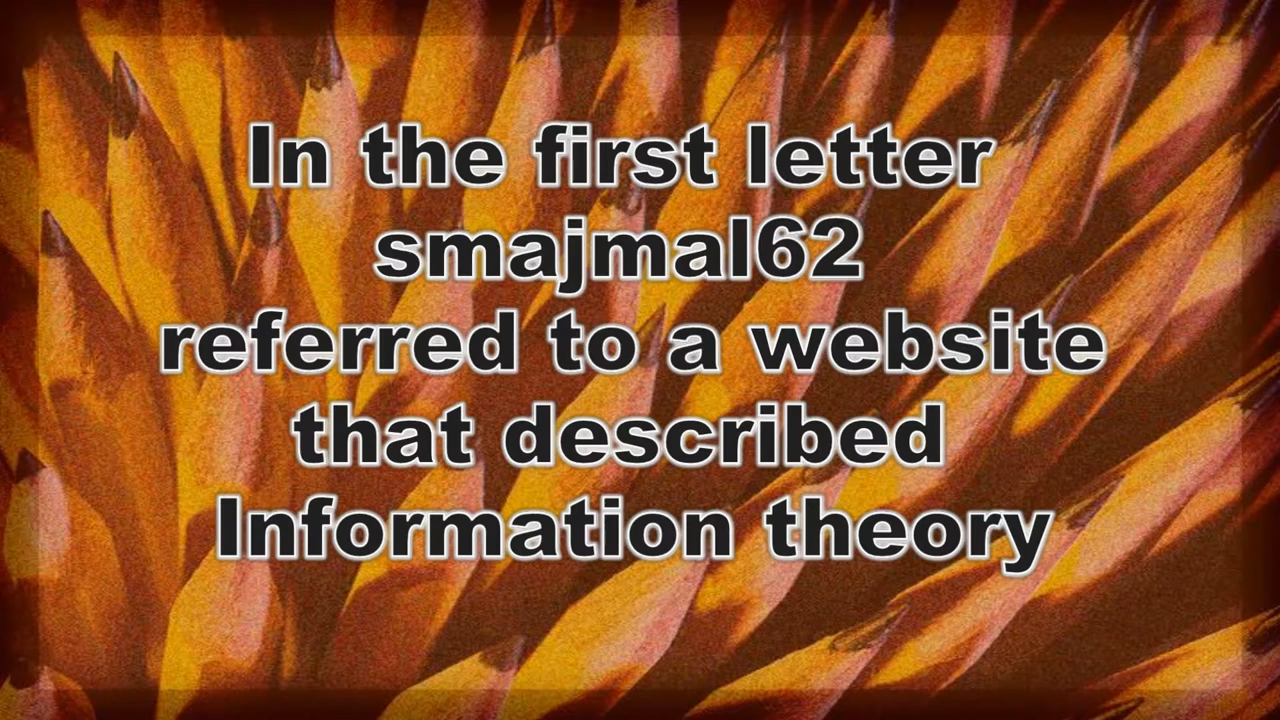 In the first letter
smajmal62
referred to a website
that described
Information theory